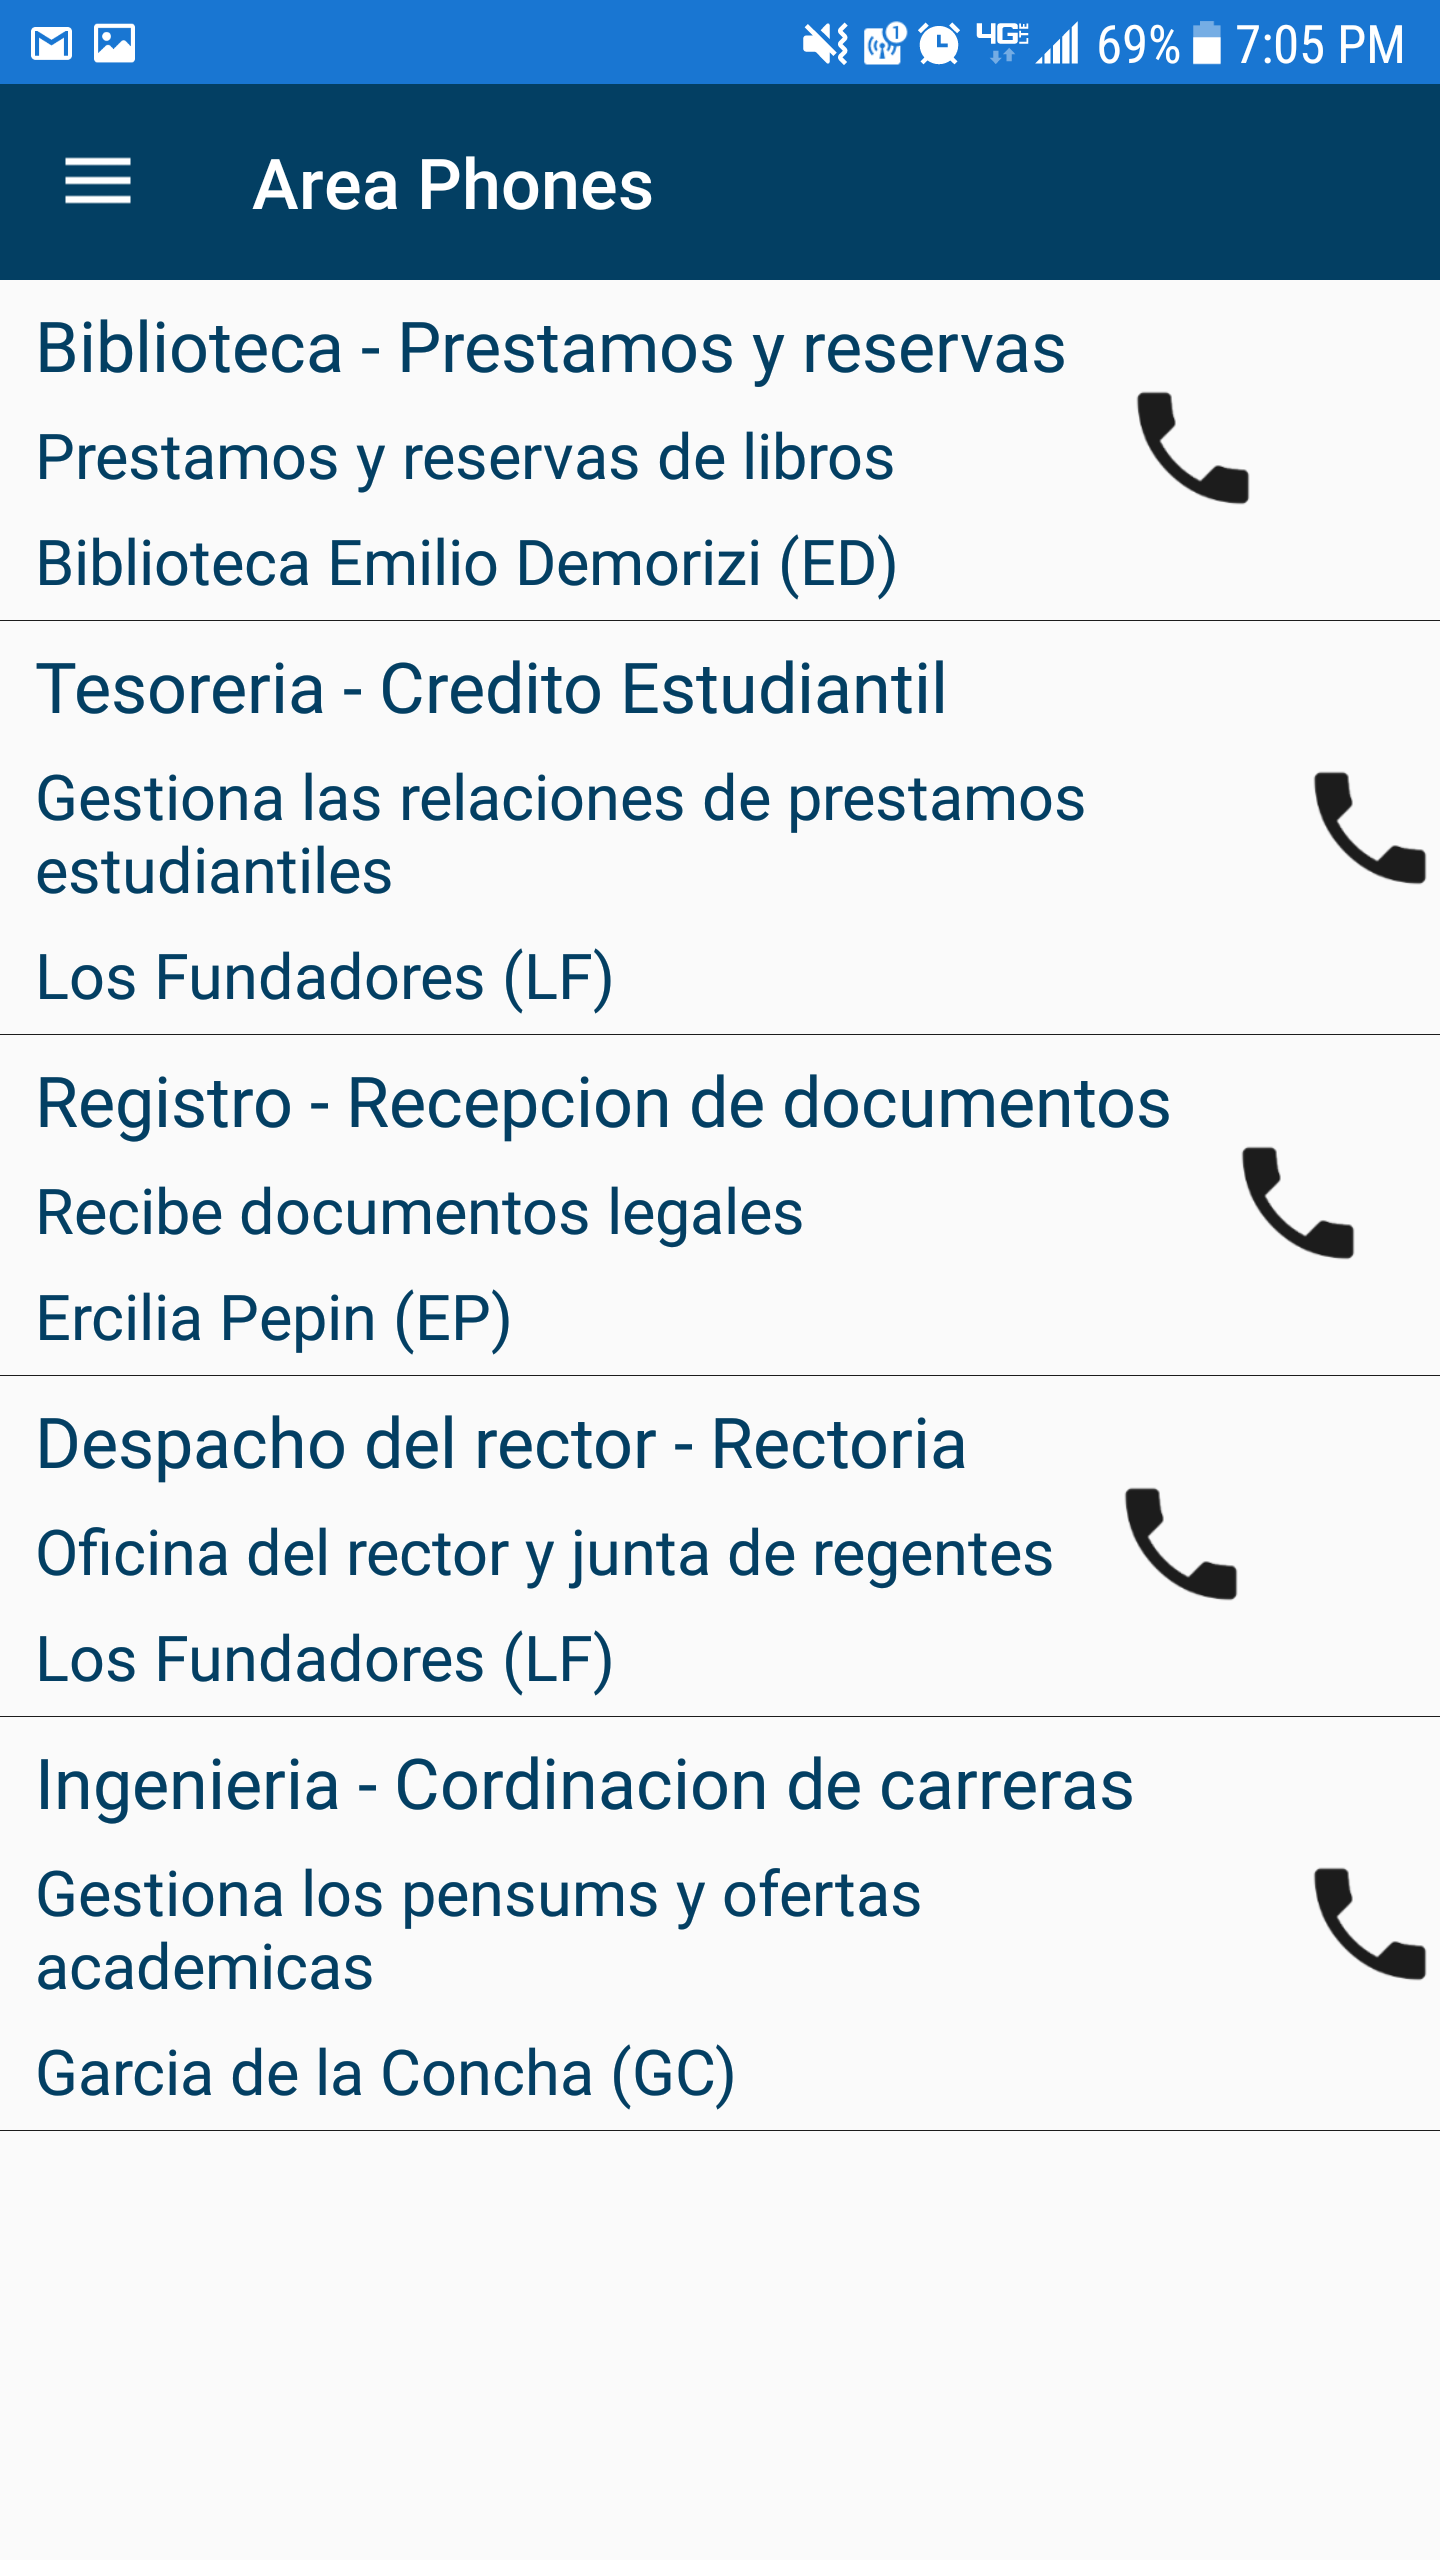 69% 7:05 PM
Area Phones
Biblioteca - Prestamos y reservas
Prestamos y reservas de libros
Biblioteca Emilio Demorizi (ED)
Tesoreria - Credito Estudiantil
Gestiona las relaciones de prestamos
estudiantiles
Los Fundadores (LF)
Registro - Recepcion de documentos
Recibe documentos legales
Ercilia Pepin (EP)
Despacho del rector - Rectoria
Oficina del rector y junta de regentes
Los Fundadores (LF)
Ingenieria - Cordinacion de carreras
Gestiona los pensums y ofertas
academicas
Garcia de la Concha (GC)